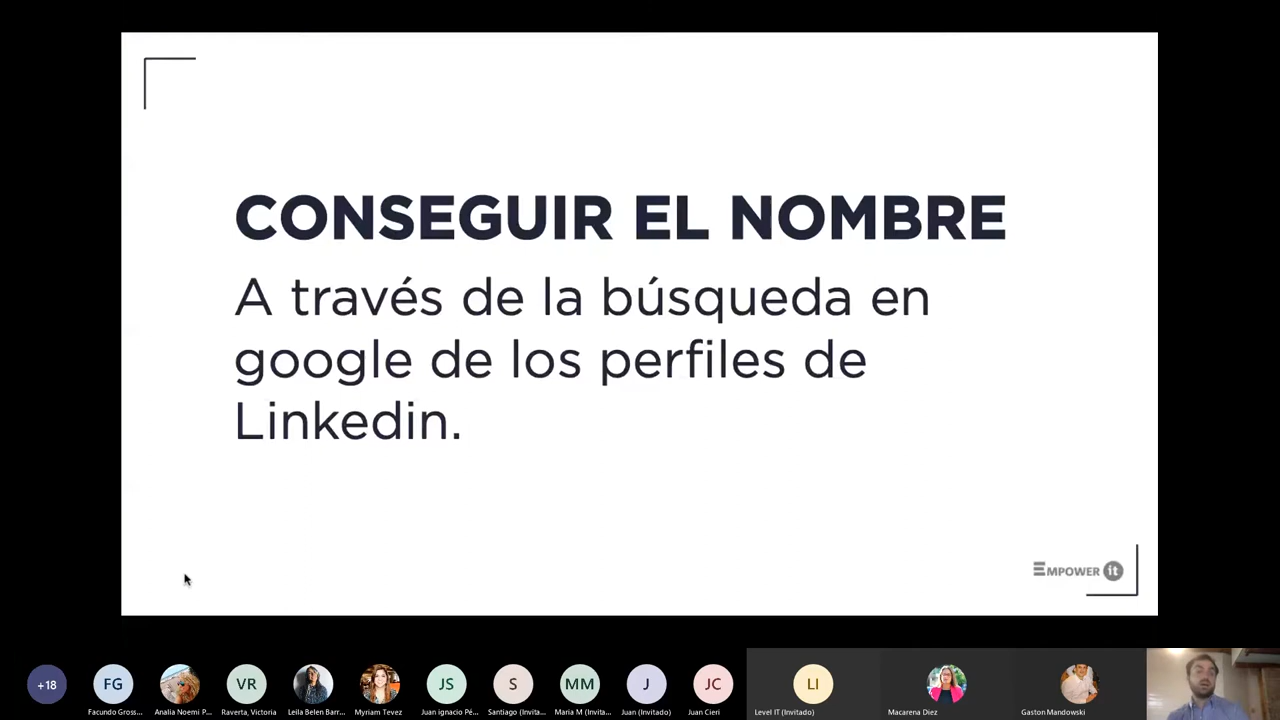 CONSEGUIR EL NOMBRE
A través de la búsqueda en
google de los perfiles de
Linkedin.
EMPOWER it
+18
FG
VR
JS
S
MM
J
JC
LI
Facundo Gross...
Analia Noemi P...
Raverta, Victoria
Leila Belen Barr...
Myriam Tevez
Juan ignacio Pé...
Santiago (Invita...
Maria M (Invita...
Juan (Invitado)
Juan Cieri
Level IT (Invitado)
Macarena Diez
Gaston Mandowski